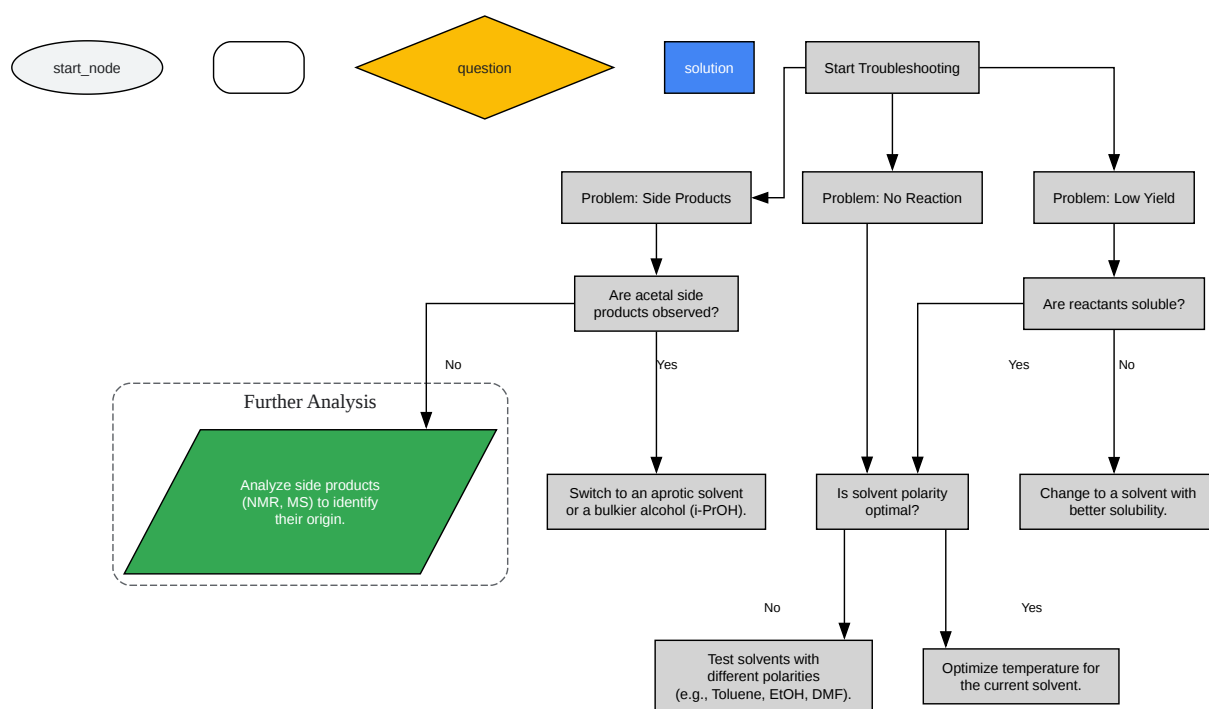 start_node
question
solution
Start Troubleshooting
Problem: Side Products
Problem: No Reaction
Problem: Low Yield
Are acetal side
products observed?
Are reactants soluble?
No
Yes
Yes
No
Further Analysis
Analyze side products
(NMR, MS) to identify
their origin.
Switch to an aprotic solvent
or a bulkier alcohol (i-PrOH).
Is solvent polarity
optimal?
Change to a solvent with
better solubility.
No
Yes
Test solvents with
different polarities
(e.g., Toluene, EtOH, DMF).
Optimize temperature for
the current solvent.